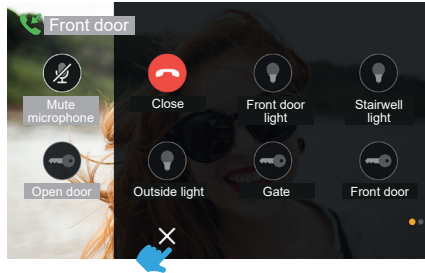 Front door
Mute
microphone
Close
Front door
light
Stairwell
light
Open door
Outside light
Gate
Front door